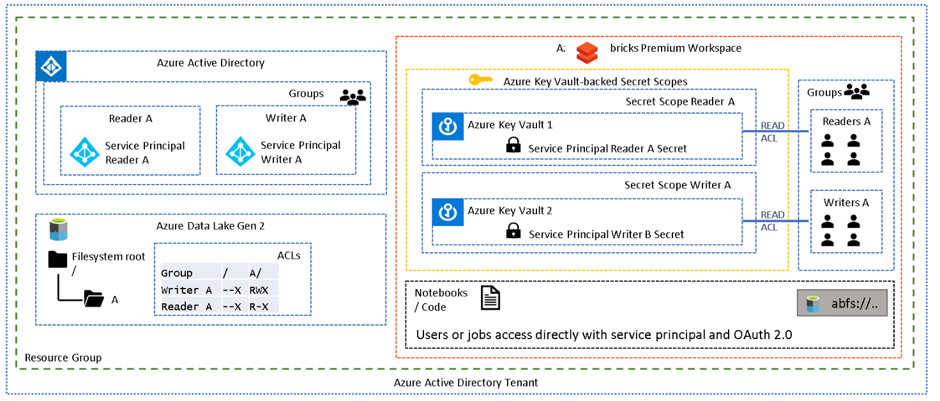 Azure Active Directory
Groups
Reader A
Service Principal
Reader A
Writer A
Service Principal
Writer A
Azure Data Lake Gen 2
Filesystem root
/
A
ACLs
Group / A/
Writer A --X RWX
Reader A --X R-X
Resource Group
A: bricks Premium Workspace
Azure Key Vault-backed Secret Scopes
Secret Scope Reader A
Azure Key Vault 1
Service Principal Reader A Secret
READ
ACL
Secret Scope Writer A
Azure Key Vault 2
Service Principal Writer B Secret
READ
ACL
Groups
Readers A
Writers A
Notebooks
/ Code
abfs://..
Users or jobs access directly with service principal and OAuth 2.0
Azure Active Directory Tenant